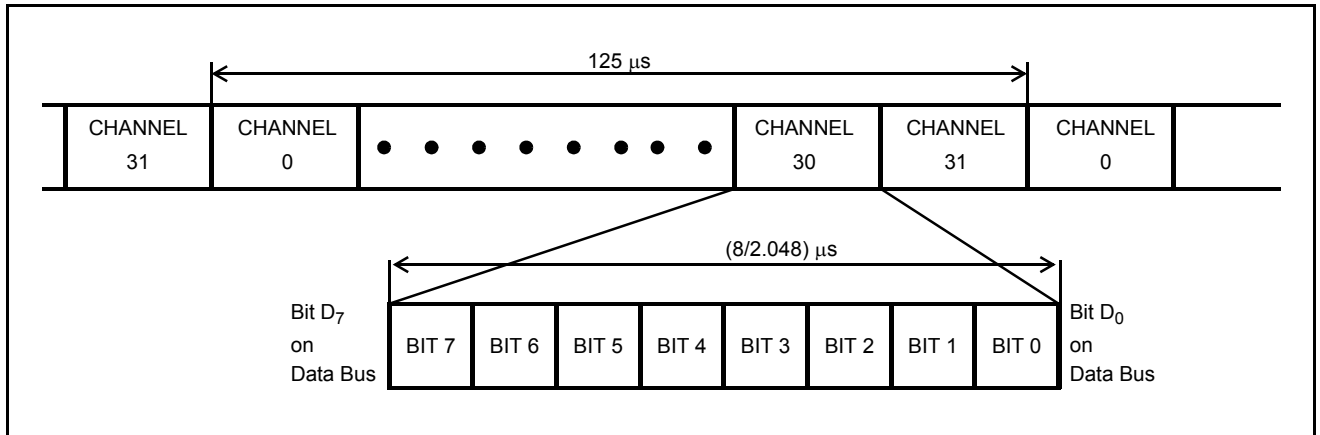 125 μs
CHANNEL CHANNEL CHANNEL CHANNEL CHANNEL
31 0 30 31 0
(8/2.048) μs
Bit D7 Bit D0
on BIT 7 BIT 6 BIT 5 BIT 4 BIT 3 BIT 2 BIT 1 BIT 0 on
Data Bus Data Bus